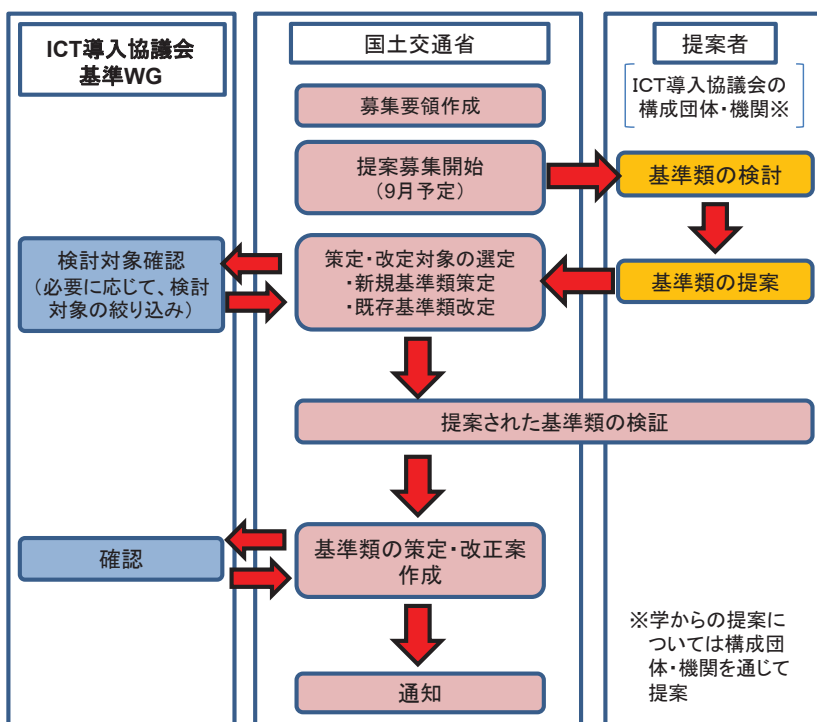 ICT導入協議会
基準WG
国土交通省
提案者
ICT導入協議会の
構成団体・機関※
募集要領作成
提案募集開始
(9月予定)
基準類の検討
検討対象確認
(必要に応じて、検討
対象の絞り込み)
策定・改定対象の選定
・新規基準類策定
・既存基準類改定
基準類の提案
提案された基準類の検証
確認
基準類の策定・改正案
作成
※学からの提案に
ついては構成団
体・機関を通じて
提案
通知